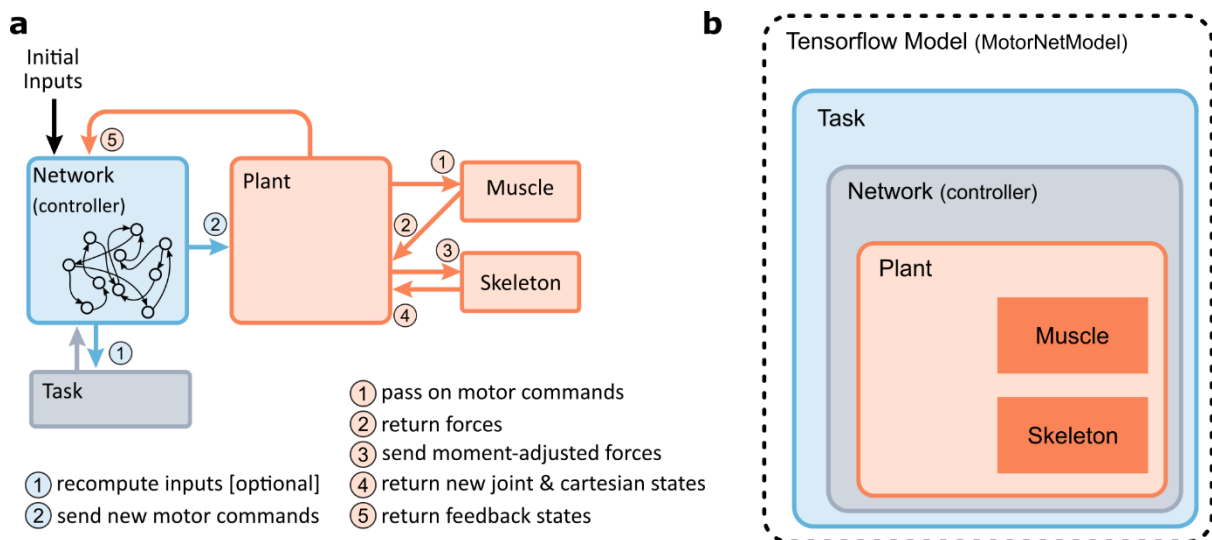 a
Initial
Inputs
5
Network
(controller)
2
1
Task
Plant
1
Muscle
2
3
Skeleton
4
1 recompute inputs [optional]
2 send new motor commands
1 pass on motor commands
2 return forces
3 send moment-adjusted forces
4 return new joint & cartesian states
5 return feedback states
b
Tensorflow Model (MotorNetModel)
Task
Network (controller)
Plant
Muscle
Skeleton